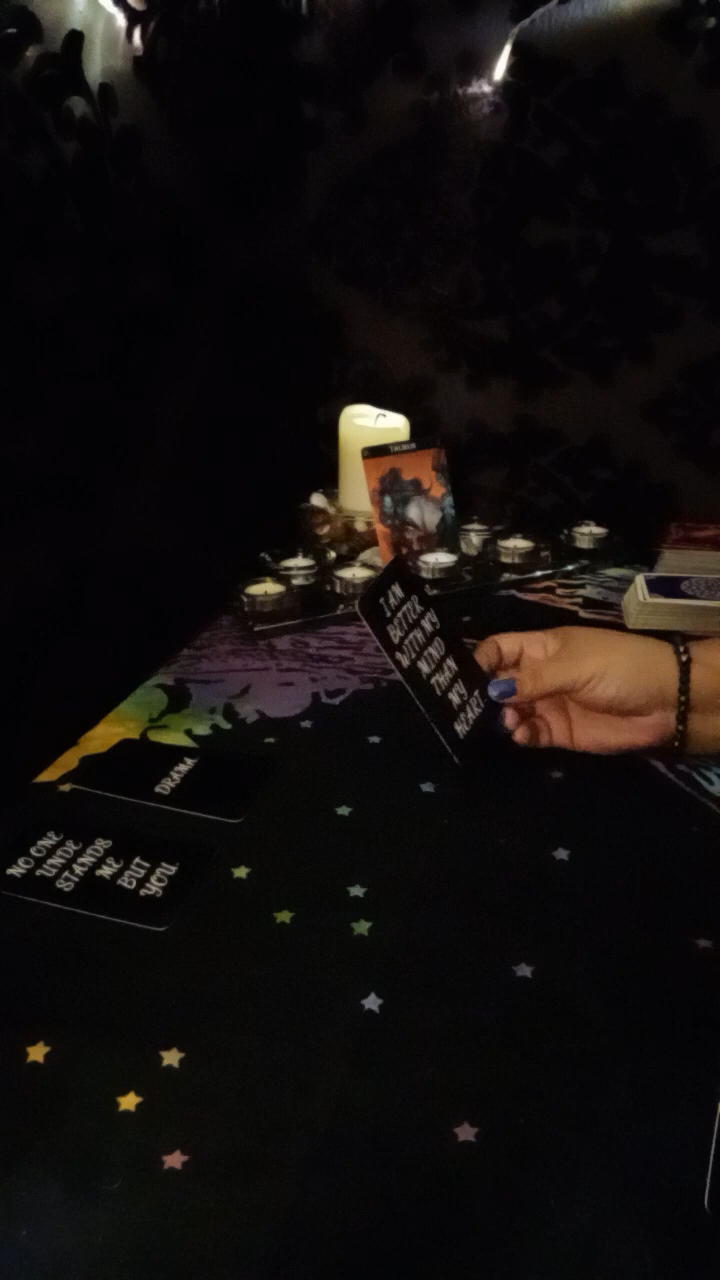 TAURUS
I AM
BETTER
WITH MY
MIND
THAN
MY
HEART
DRAMA
NO ONE
UNDE
STANDS
ME
BUT
YOU.